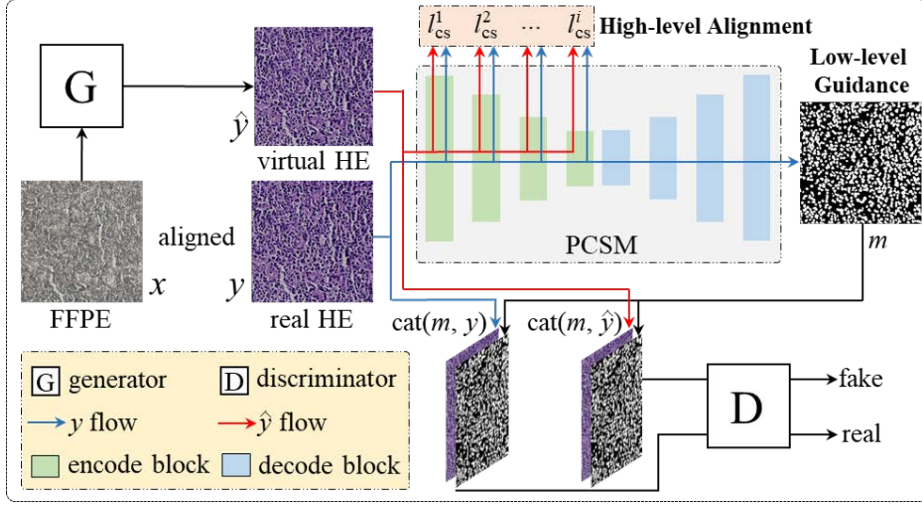 l¹cs l²cs ... lⁱcs High-level Alignment
Low-level
Guidance
G
ŷ
virtual HE
PCSM
m
aligned
x
y
FFPE
real HE
cat(m, y)
cat(m, ŷ)
G generator
D discriminator
y flow
ŷ flow
encode block
decode block
D
fake
real